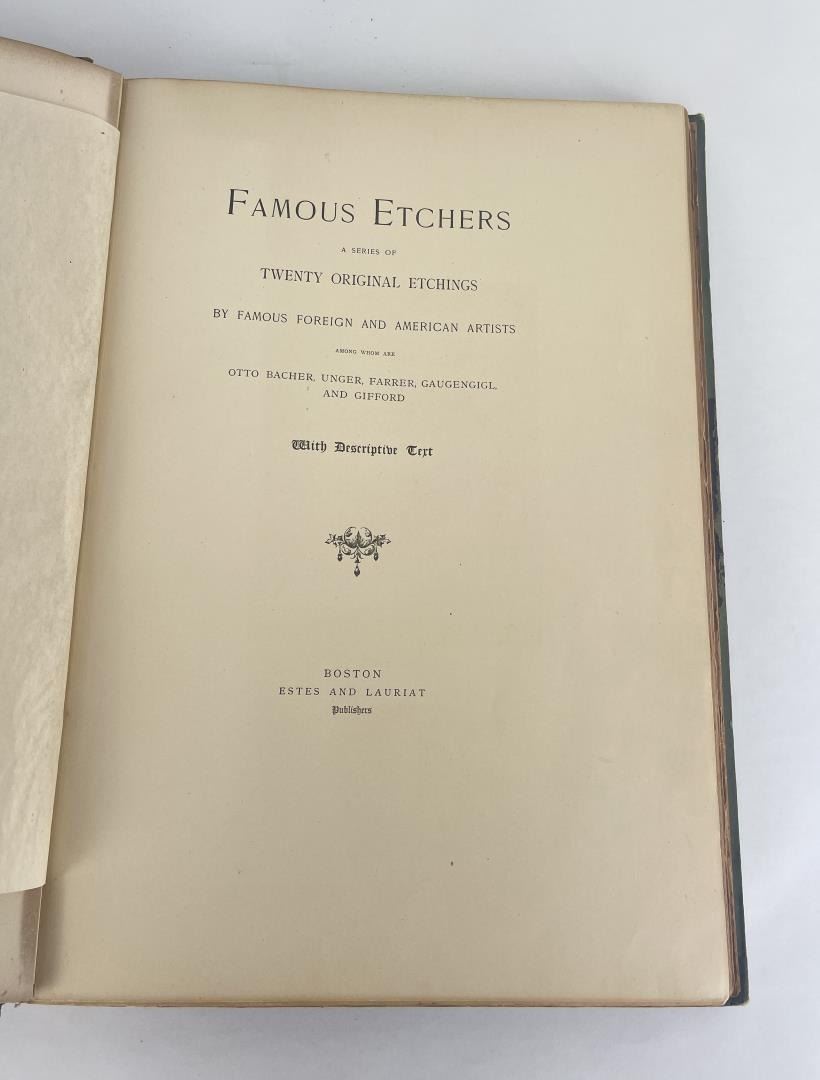 FAMOUS ETCHERS
A SERIES OF
TWENTY ORIGINAL ETCHINGS
BY FAMOUS FOREIGN AND AMERICAN ARTISTS
AMONG WHOM ARE
OTTO BACHER, UNGER, FARRER, GAUGENGIGL,
AND GIFFORD
With Descriptive Text
BOSTON
ESTES AND LAURIAT
Publishers